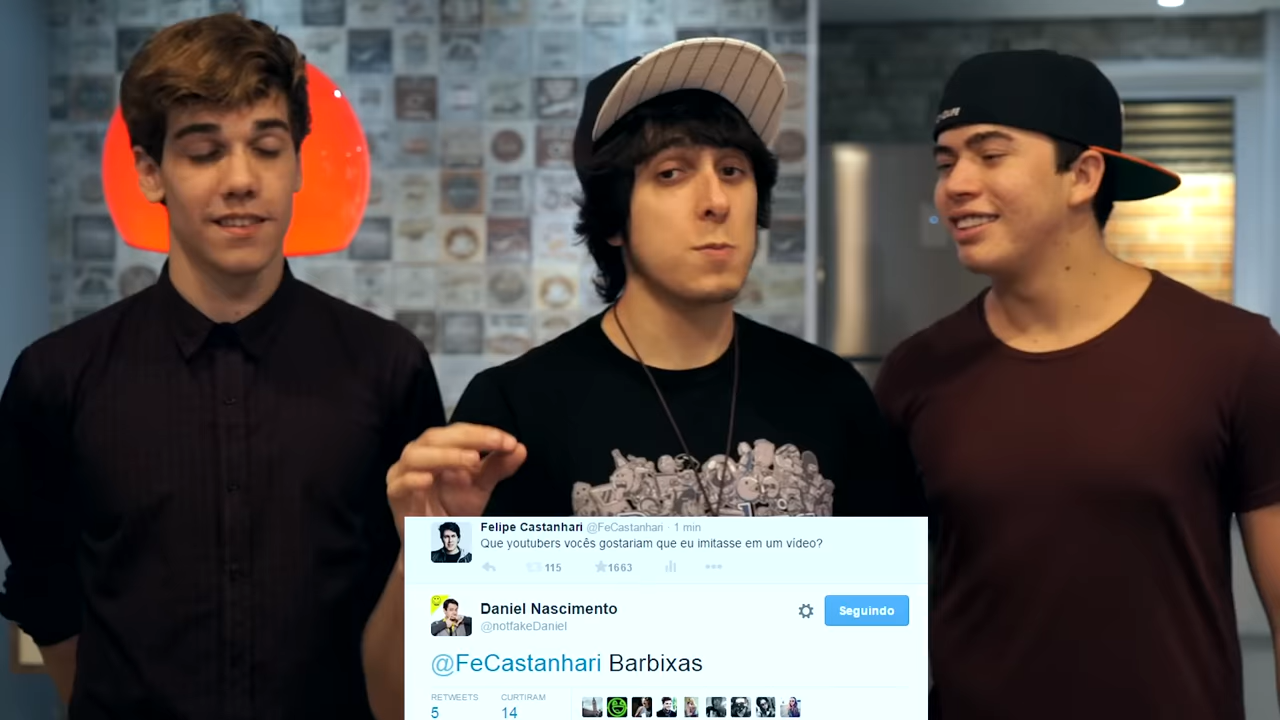 Felipe Castanhari @FeCastanhari · 1 min
Que youtubers vocês gostariam que eu imitasse em um vídeo?
115 1663
Daniel Nascimento
@notfakeDaniel
Seguindo
@FeCastanhari Barbixas
RETWEETS CURTIRAM
5 14